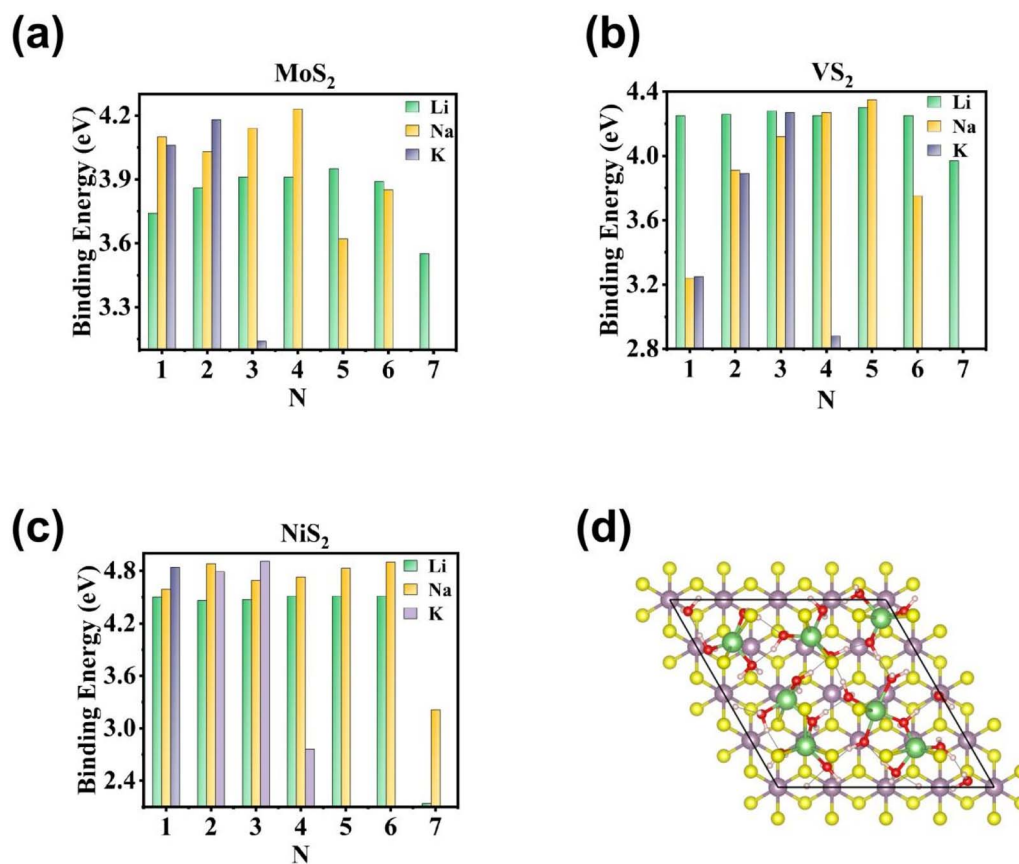 (a)
MoS2
Binding Energy (eV)
4.2
3.9
3.6
3.3
Li
Na
K
1 2 3 4 5 6 7
N
(b)
VS2
Binding Energy (eV)
4.4
4.0
3.6
3.2
2.8
Li
Na
K
1 2 3 4 5 6 7
N
(c)
NiS2
Binding Energy (eV)
4.8
4.2
3.6
3.0
2.4
Li
Na
K
1 2 3 4 5 6 7
N
(d)